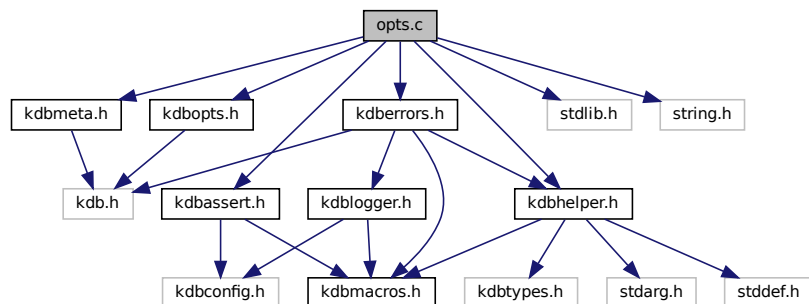 opts.c
kdbmeta.h
kdbopts.h
kdberrors.h
stdlib.h
string.h
kdb.h
kdbassert.h
kdblogger.h
kdbhelper.h
kdbconfig.h
kdbmacros.h
kdbtypes.h
stdarg.h
stddef.h